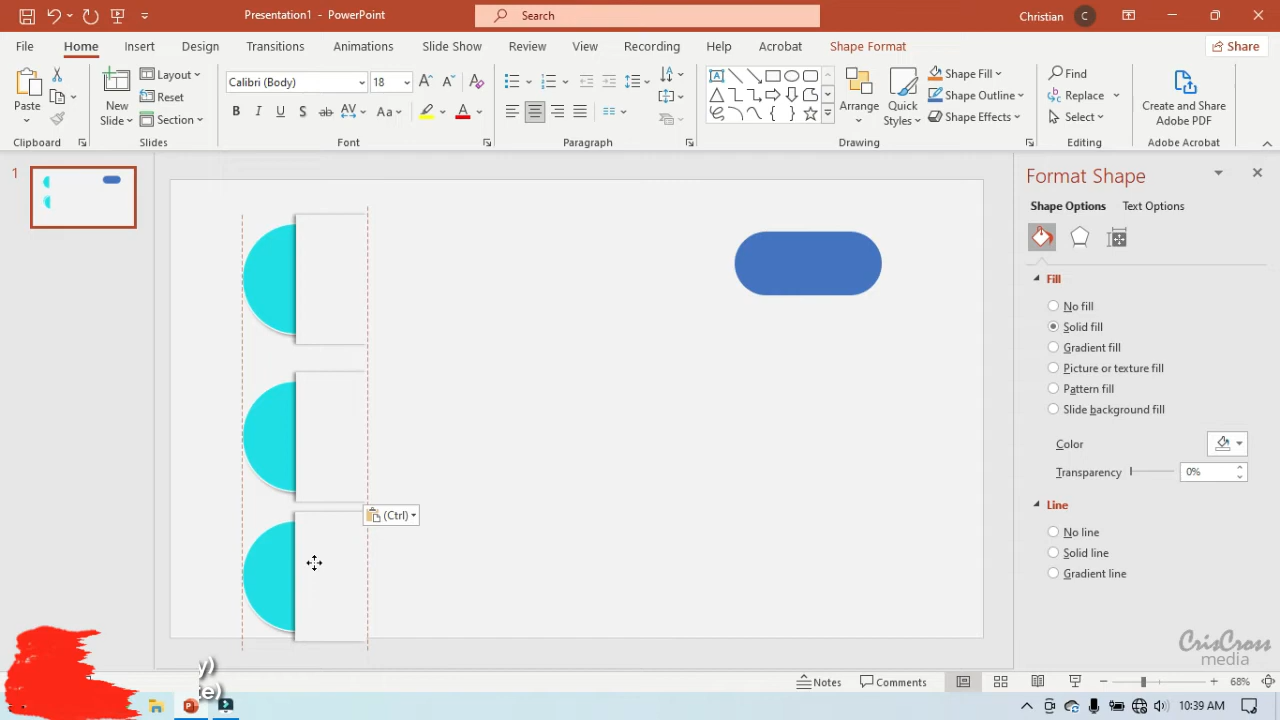 Presentation1 - PowerPoint
Search
Christian
C
File
Home
Insert
Design
Transitions
Animations
Slide Show
Review
View
Recording
Help
Acrobat
Shape Format
Share
Paste
New
Slide
Layout
Reset
Section
Calibri (Body)
18
B I U S ab AV Aa
A
Arrange
Quick
Styles
Shape Fill
Shape Outline
Shape Effects
Find
Replace
Select
Create and Share
Adobe PDF
Clipboard
Slides
Font
Paragraph
Drawing
Editing
Adobe Acrobat
1
Format Shape
Shape Options
Text Options
Fill
No fill
Solid fill
Gradient fill
Picture or texture fill
Pattern fill
Slide background fill
Color
Transparency
0%
Line
No line
Solid line
Gradient line
(Ctrl)
CrisCross
media
Notes
Comments
68%
10:39 AM